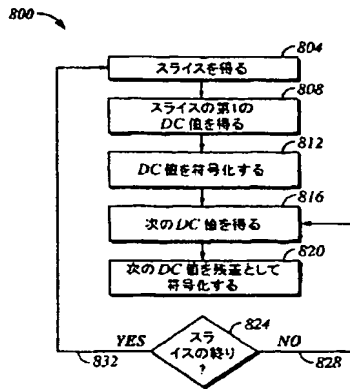 800
804
スライスを得る
808
スライスの第1の
DC 値を得る
812
DC 値を符号化する
816
次の DC 値を得る
820
次の DC 値を残差として
符号化する
824
スラ
イスの終り
?
YES
NO
832
828